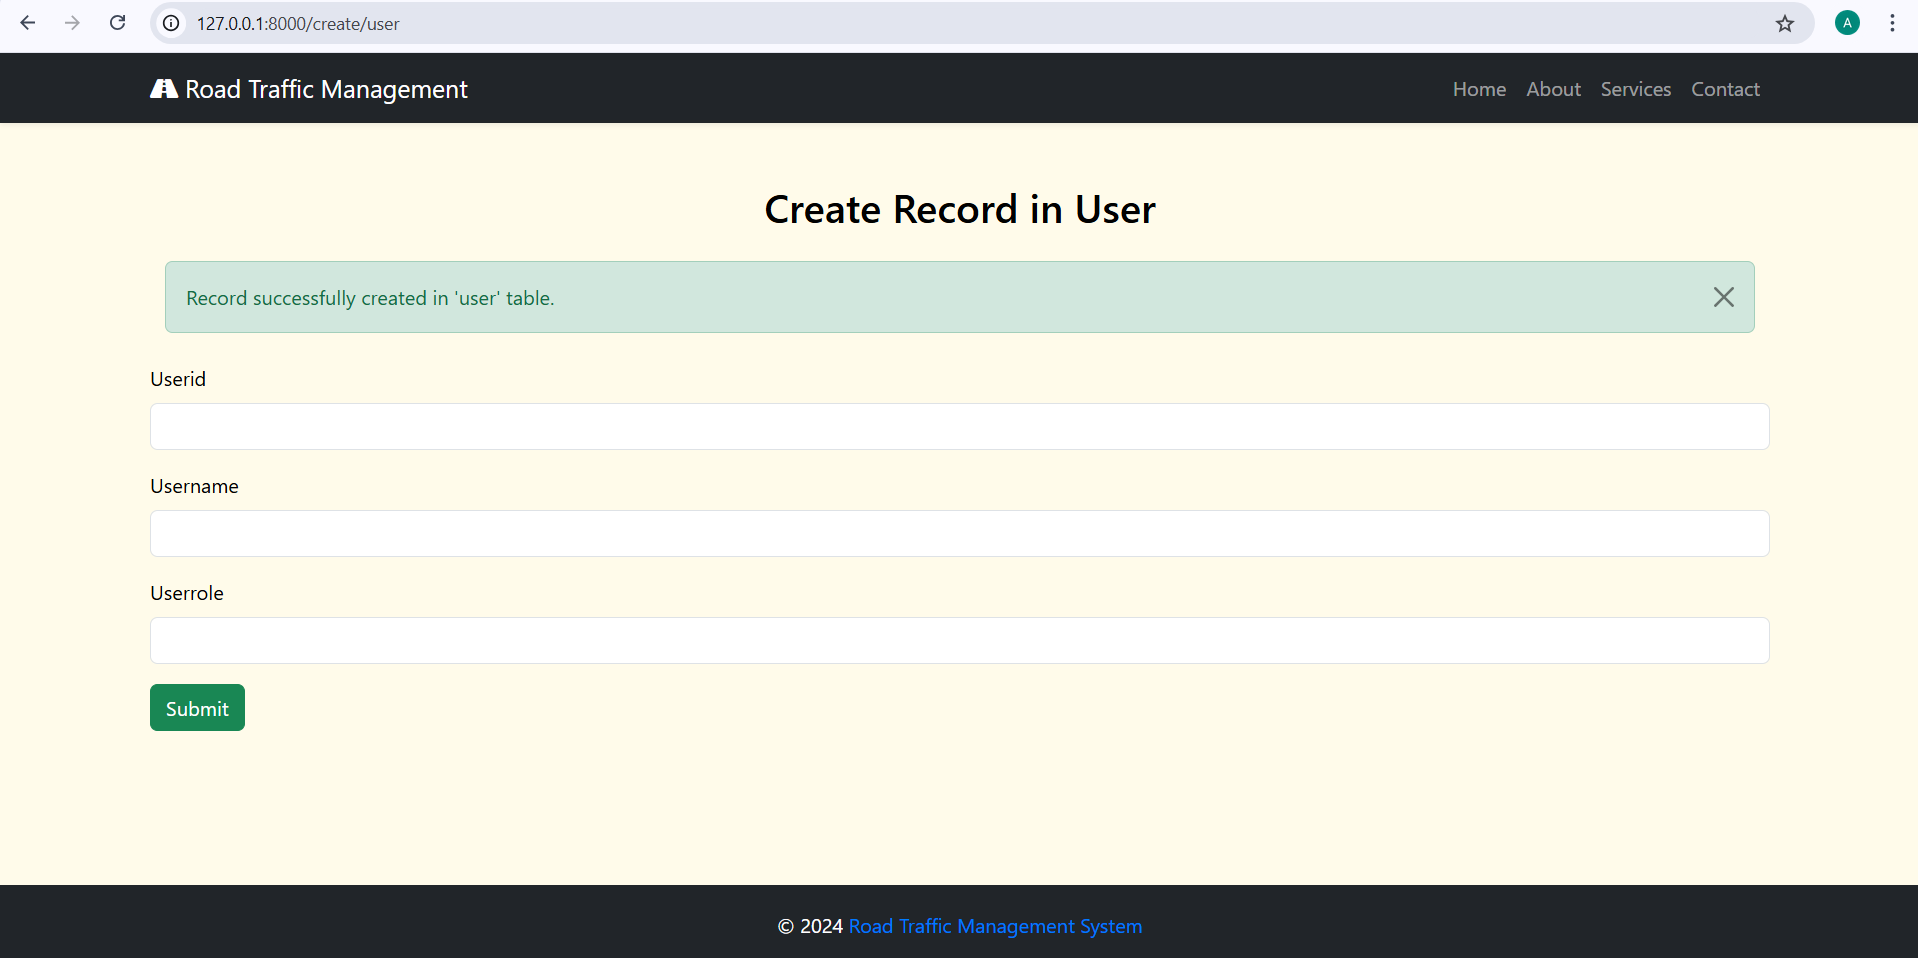 127.0.0.1:8000/create/user
A
Road Traffic Management
Home About Services Contact
Create Record in User
Record successfully created in 'user' table.
Userid
Username
Userrole
Submit
© 2024 Road Traffic Management System